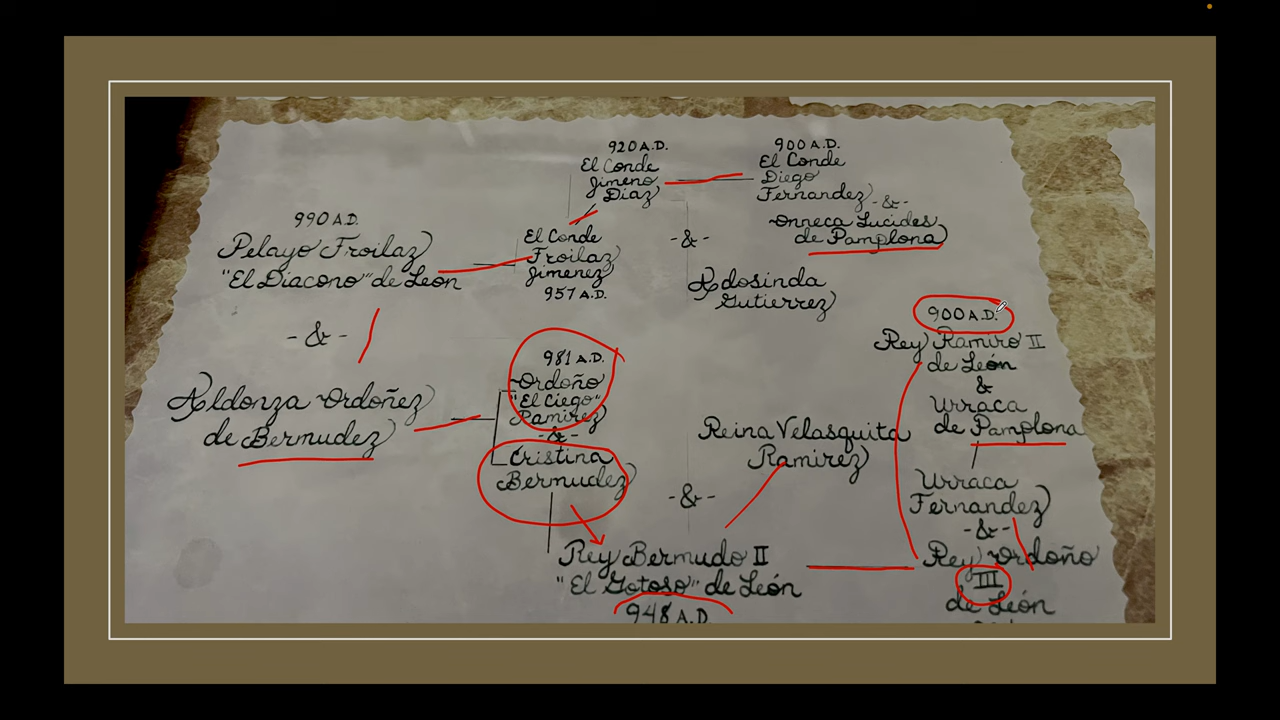 920 A.D.
El Conde
Jimeno
Diaz
900 A.D.
El Conde
Diego
Fernandez
-&-
Onneca Lucides
de Pamplona
990 A.D.
Pelayo Froilaz
"El Diacono" de León
-&-
Aldonza Ordoñez
de Bermudez
El Conde
Froilaz
Jimenez
957 A.D.
-&-
Adosinda
Gutierrez
981 A.D.
Ordoño
"El Ciego"
Ramirez
-&-
Cristina
Bermudez
Reina Velasquita
Ramirez
-&-
Rey Bermudo II
"El Gotoso" de León
948 A.D.
900 A.D.
Rey Ramiro II
de León
&
Urraca
de Pamplona
Urraca
Fernandez
-&-
Rey Ordoño
III
de León